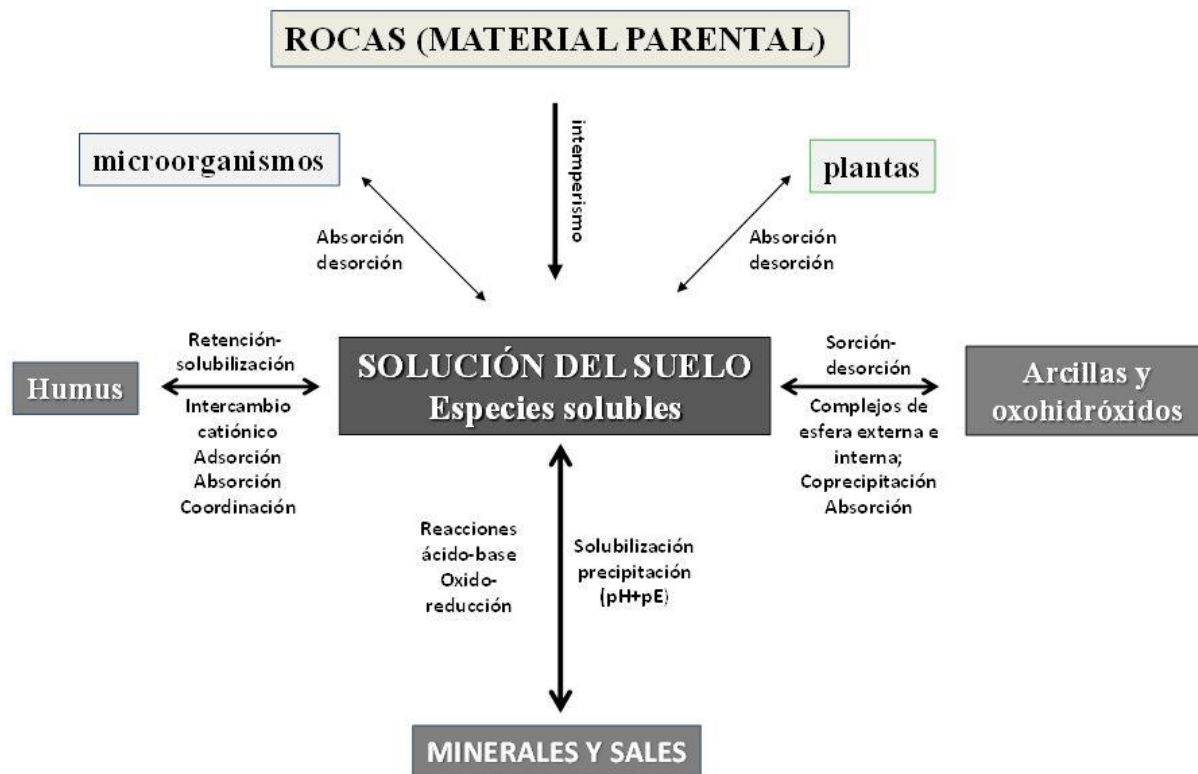 ROCAS (MATERIAL PARENTAL)
intemperismo
microorganismos
plantas
Absorción
desorción
Absorción
desorción
Retención-
solubilización
Humus
Intercambio
catiónico
Adsorción
Absorción
Coordinación
SOLUCIÓN DEL SUELO
Especies solubles
Sorción-
desorción
Complejos de
esfera externa e
interna;
Coprecipitación
Absorción
Arcillas y
oxohidróxidos
Reacciones
ácido-base
Oxido-
reducción
Solubilización
precipitación
(pH+pE)
MINERALES Y SALES